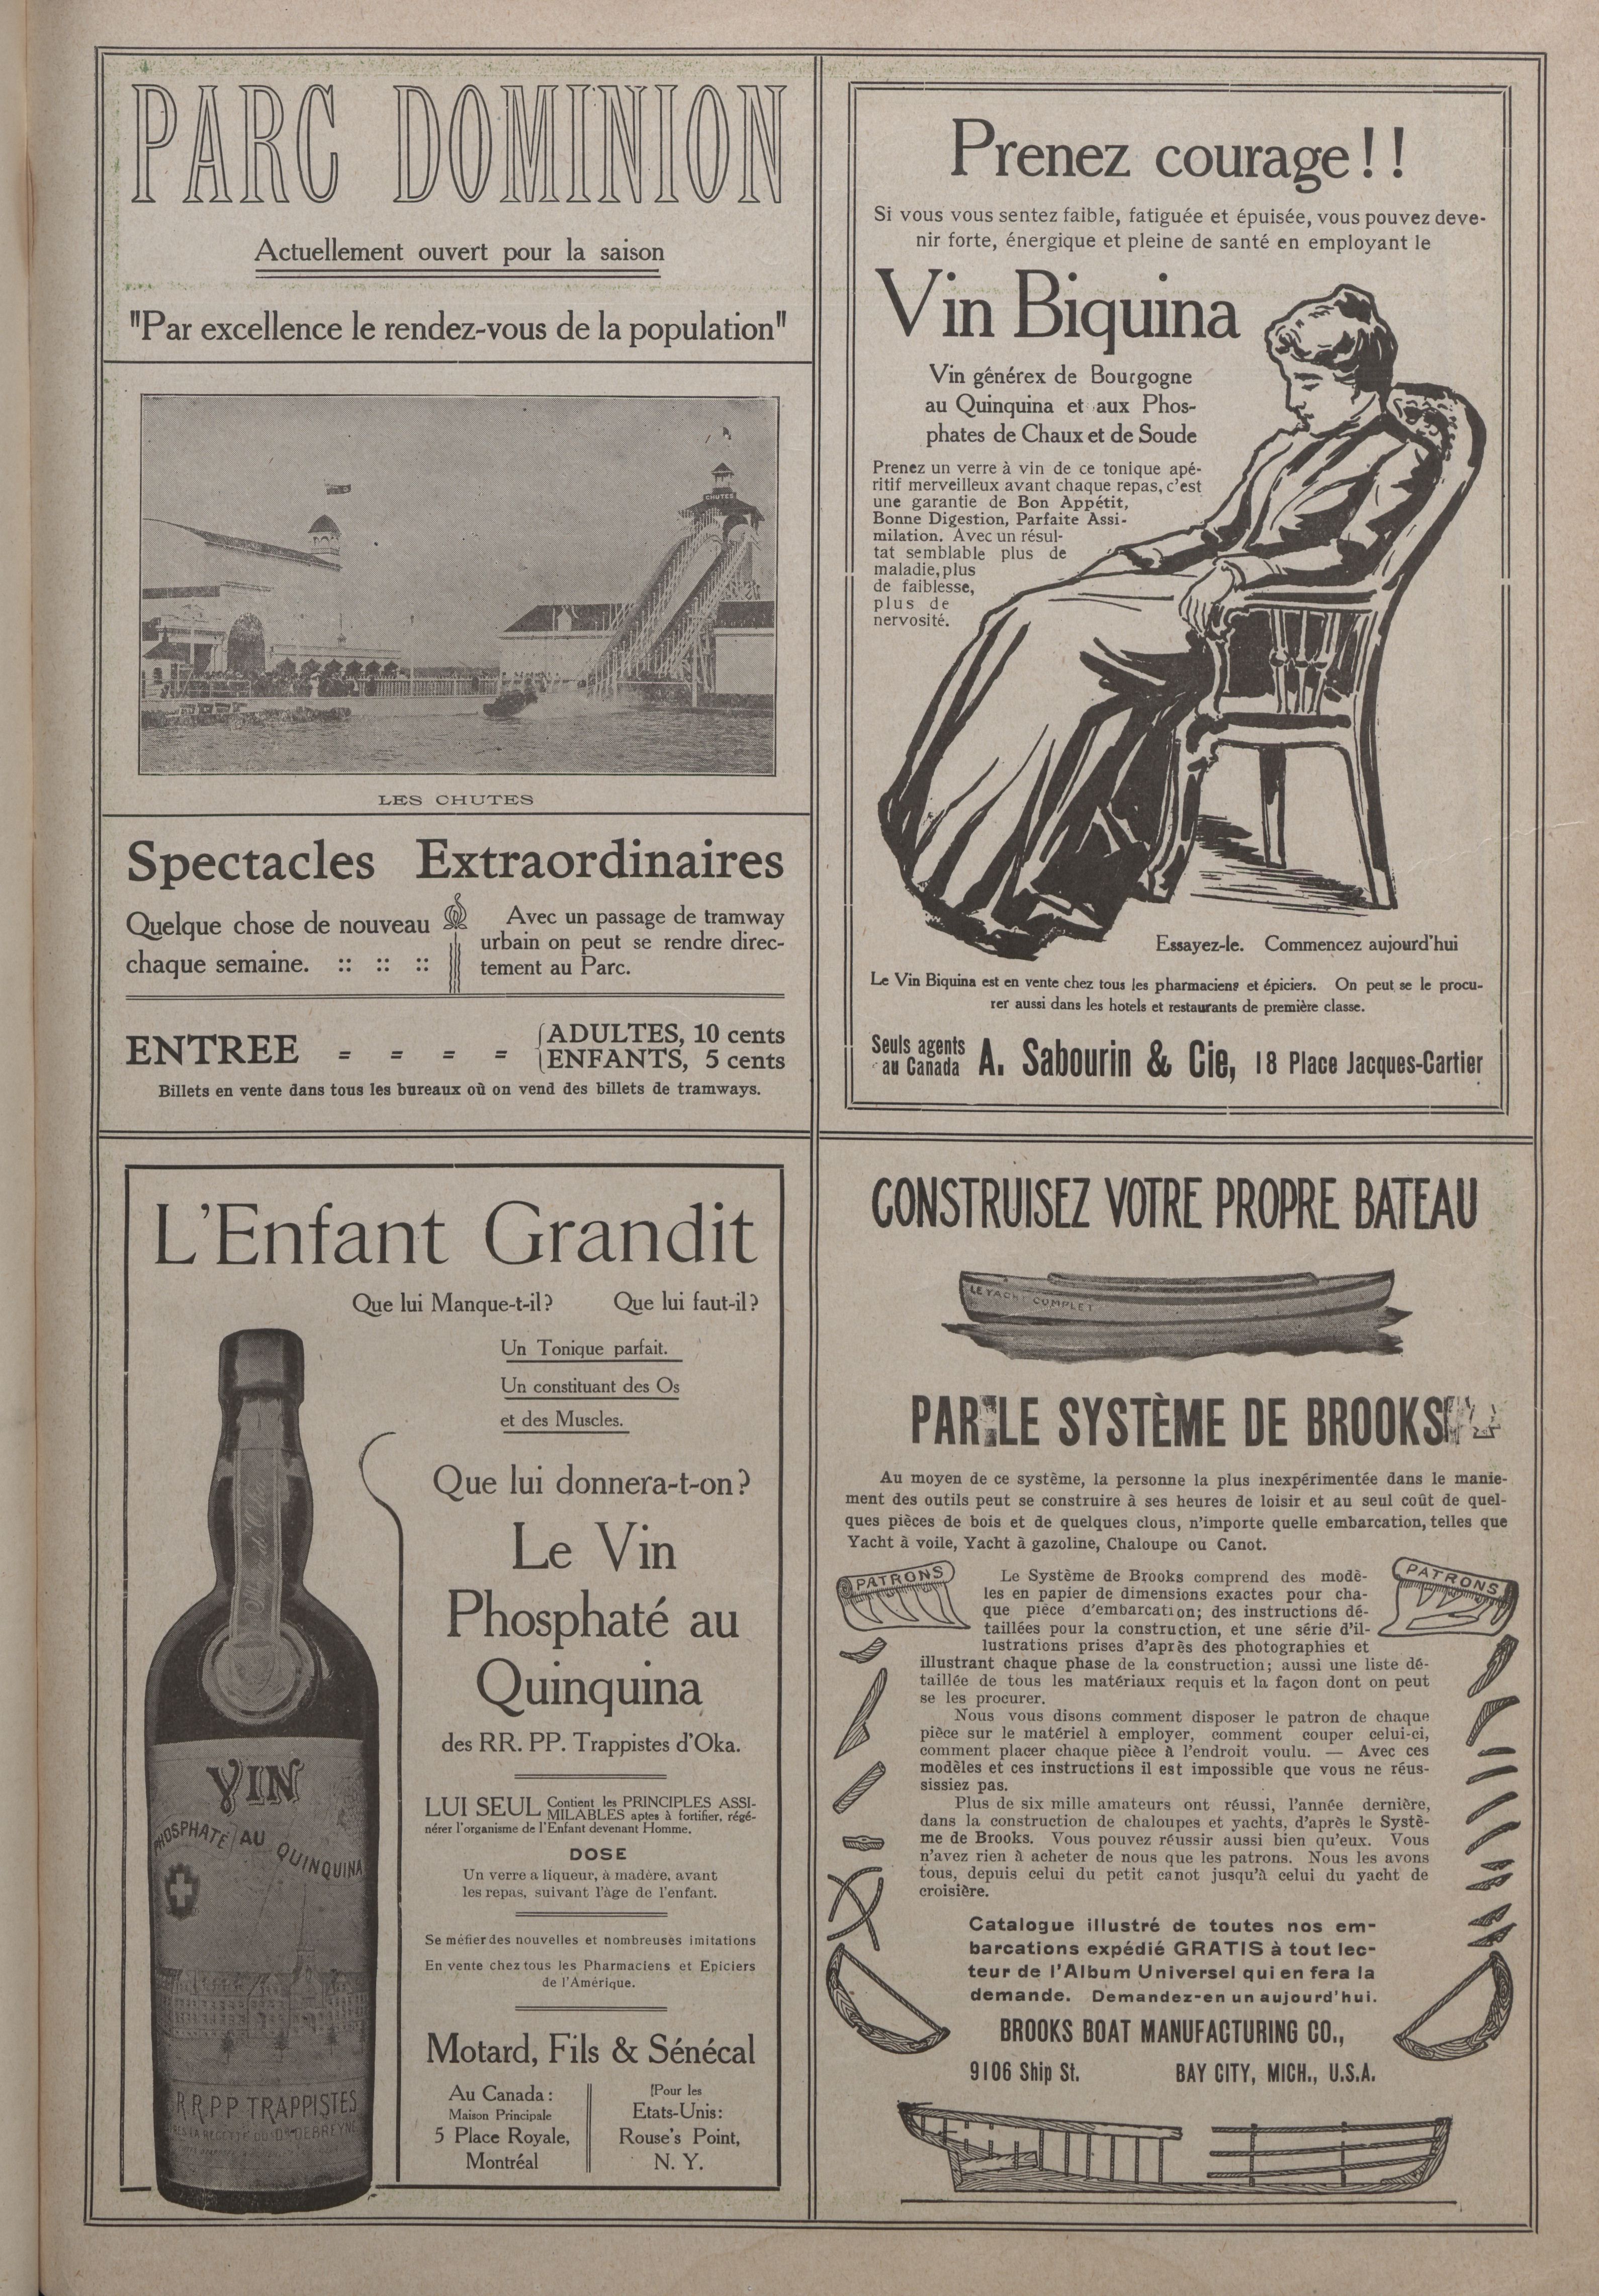 PARC DOMINION
Actuellement ouvert pour la saison
"Par excellence le rendez-vous de la population"
CHUTES
LES CHUTES
Spectacles Extraordinaires
Quelque chose de nouveau
chaque semaine. :: :: ::
Avec un passage de tramway
urbain on peut se rendre direc-
tement au Parc.
ENTREE = = = =
ADULTES, 10 cents
ENFANTS, 5 cents
Billets en vente dans tous les bureaux où on vend des billets de tramways.
Prenez courage!!
Si vous vous sentez faible, fatiguée et épuisée, vous pouvez deve-
nir forte, énergique et pleine de santé en employant le
Vin Biquina
Vin générex de Bourgogne
au Quinquina et aux Phos-
phates de Chaux et de Soude
Prenez un verre à vin de ce tonique apé-
ritif merveilleux avant chaque repas, c'est
une garantie de Bon Appétit,
Bonne Digestion, Parfaite Assi-
milation. Avec un résul-
tat semblable plus de
maladie, plus
de faiblesse,
plus de
nervosité.
Essayez-le. Commencez aujourd'hui
Le Vin Biquina est en vente chez tous les pharmaciens et épiciers. On peut se le procu-
rer aussi dans les hotels et restaurants de première classe.
Seuls agents
au Canada
A. Sabourin & Cie, 18 Place Jacques-Cartier
L'Enfant Grandit
Que lui Manque-t-il? Que lui faut-il?
Un Tonique parfait.
Un constituant des Os
et des Muscles.
Que lui donnera-t-on?
Le Vin
Phosphaté au
Quinquina
des RR. PP. Trappistes d'Oka.
LUI SEUL Contient les PRINCIPLES ASSI-
MILABLES aptes à fortifier, régé-
nérer l'organisme de l'Enfant devenant Homme.
DOSE
Un verre a liqueur, à madère, avant
les repas, suivant l'âge de l'enfant.
Se méfier des nouvelles et nombreuses imitations
En vente chez tous les Pharmaciens et Epiciers
de l'Amérique.
Motard, Fils & Sénécal
Au Canada:
Maison Principale
5 Place Royale,
Montréal
Pour les
Etats-Unis:
Rouse's Point,
N. Y.
VIN
PHOSPHATÉ AU QUINQUINA
R R.P P TRAPPISTES
CONSTRUISEZ VOTRE PROPRE BATEAU
LE YACHT COMPLET
PAR LE SYSTÈME DE BROOKS
Au moyen de ce système, la personne la plus inexpérimentée dans le manie-
ment des outils peut se construire à ses heures de loisir et au seul coût de quel-
ques pièces de bois et de quelques clous, n'importe quelle embarcation, telles que
Yacht à voile, Yacht à gazoline, Chaloupe ou Canot.
PATRONS
PATRONS
Le Système de Brooks comprend des modè-
les en papier de dimensions exactes pour cha-
que pièce d'embarcation; des instructions dé-
taillées pour la construction, et une série d'il-
lustrations prises d'après des photographies et
illustrant chaque phase de la construction; aussi une liste dé-
taillée de tous les matériaux requis et la façon dont on peut
se les procurer.
Nous vous disons comment disposer le patron de chaque
pièce sur le matériel à employer, comment couper celui-ci,
comment placer chaque pièce à l'endroit voulu. — Avec ces
modèles et ces instructions il est impossible que vous ne réus-
sissiez pas.
Plus de six mille amateurs ont réussi, l'année dernière,
dans la construction de chaloupes et yachts, d'après le Systè-
me de Brooks. Vous pouvez réussir aussi bien qu'eux. Vous
n'avez rien à acheter de nous que les patrons. Nous les avons
tous, depuis celui du petit canot jusqu'à celui du yacht de
croisière.
Catalogue illustré de toutes nos em-
barcations expédié GRATIS à tout lec-
teur de l'Album Universel qui en fera la
demande. Demandez-en un aujourd'hui.
BROOKS BOAT MANUFACTURING CO.,
9106 Ship St. BAY CITY, MICH., U.S.A.